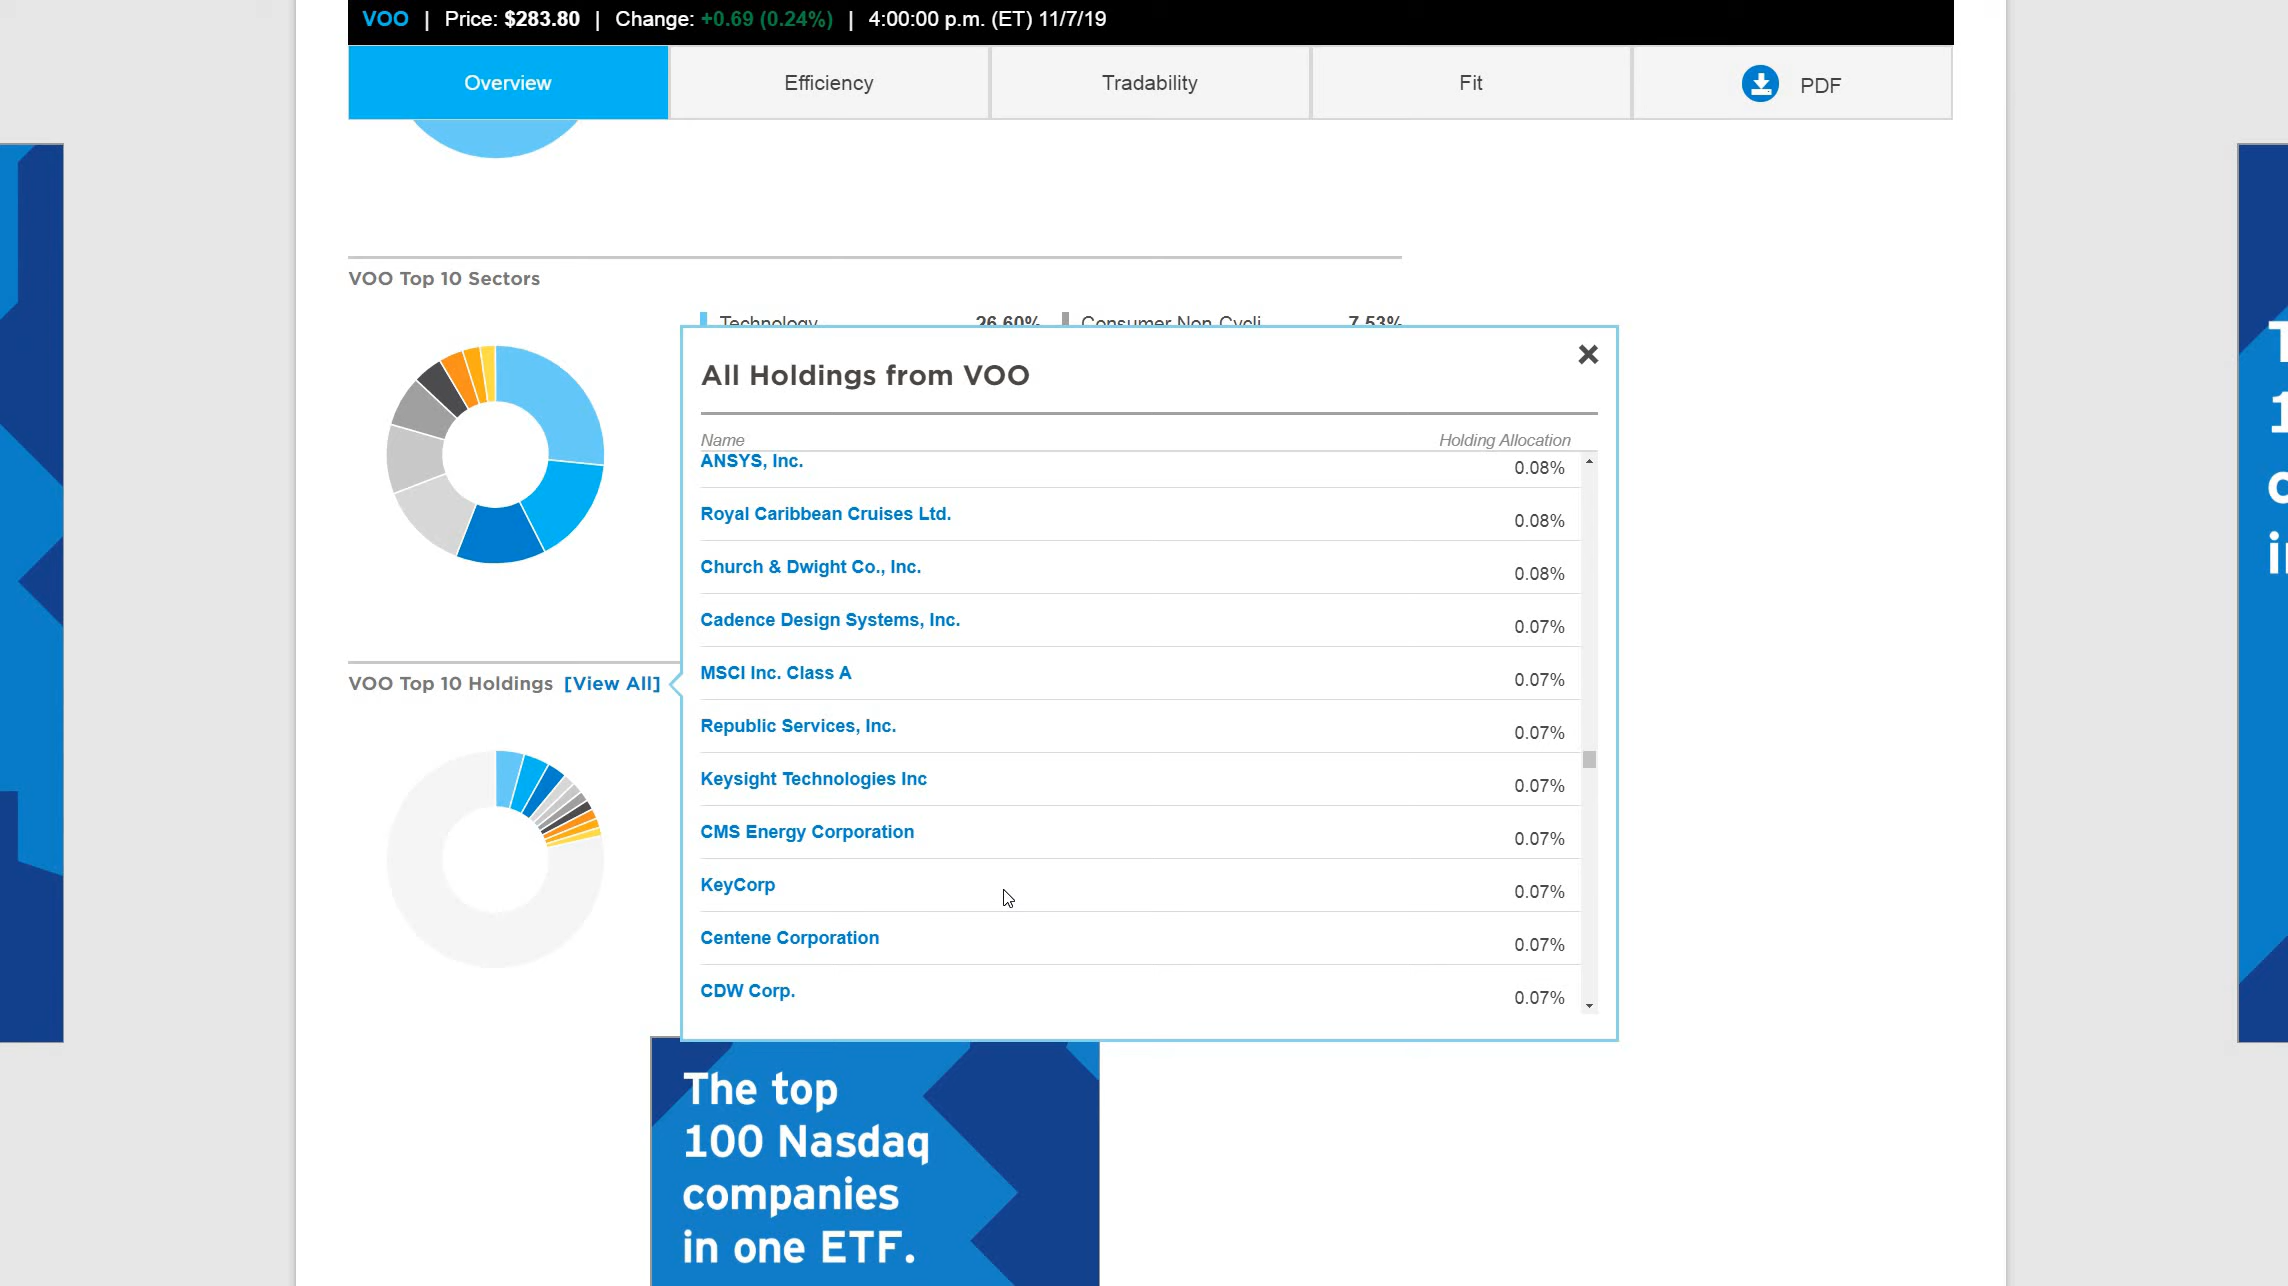 VOO | Price: $283.80 | Change: +0.69 (0.24%) | 4:00:00 p.m. (ET) 11/7/19
Overview Efficiency Tradability Fit PDF
VOO Top 10 Sectors
Technology 26.60% Consumer Non-Cycli 7.53%
All Holdings from VOO
Name Holding Allocation
ANSYS, Inc. 0.08%
Royal Caribbean Cruises Ltd. 0.08%
Church & Dwight Co., Inc. 0.08%
Cadence Design Systems, Inc. 0.07%
MSCI Inc. Class A 0.07%
Republic Services, Inc. 0.07%
VOO Top 10 Holdings [View All]
Keysight Technologies Inc 0.07%
CMS Energy Corporation 0.07%
KeyCorp 0.07%
Centene Corporation 0.07%
CDW Corp. 0.07%
The top
100 Nasdaq
companies
in one ETF.